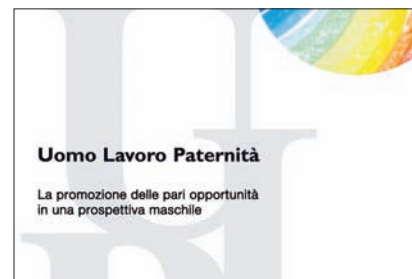 Uomo Lavoro Paternità
La promozione delle pari opportunità
in una prospettiva maschile